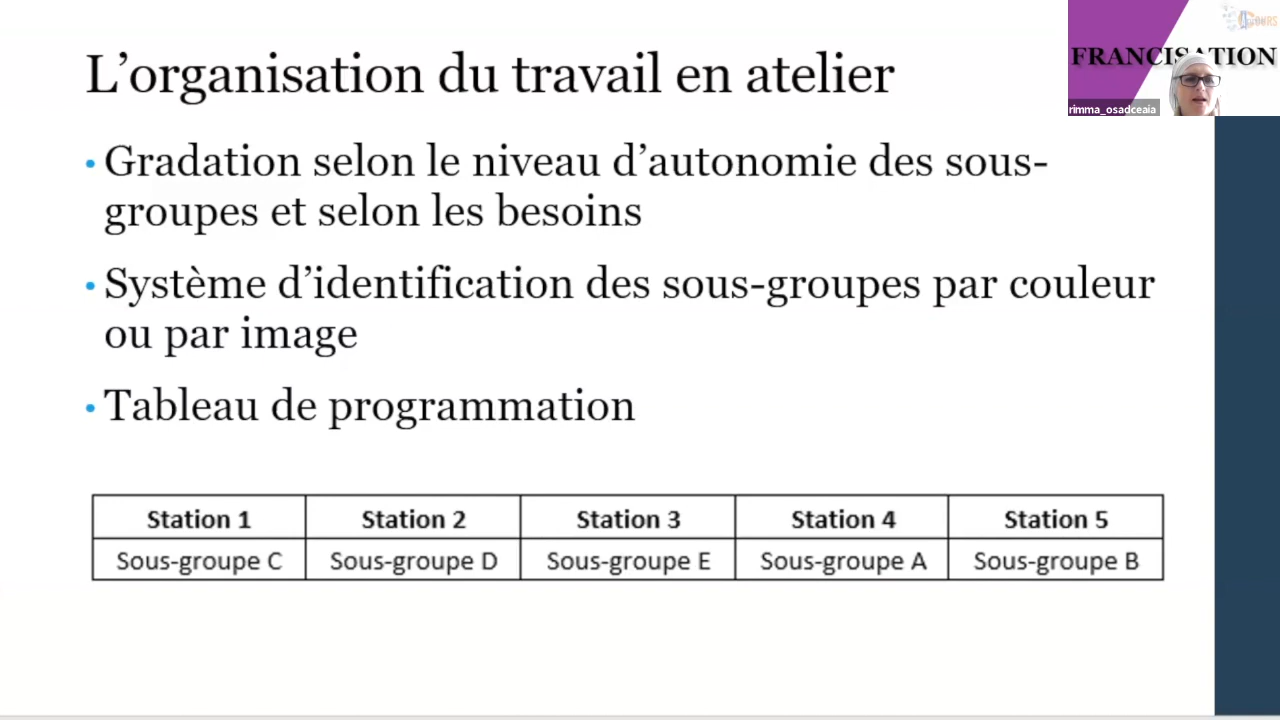 L’organisation du travail en atelier
FRANCISATION
rimma_osadceaia
• Gradation selon le niveau d’autonomie des sous-
groupes et selon les besoins
• Système d’identification des sous-groupes par couleur
ou par image
• Tableau de programmation
Station 1 Station 2 Station 3 Station 4 Station 5
Sous-groupe C Sous-groupe D Sous-groupe E Sous-groupe A Sous-groupe B